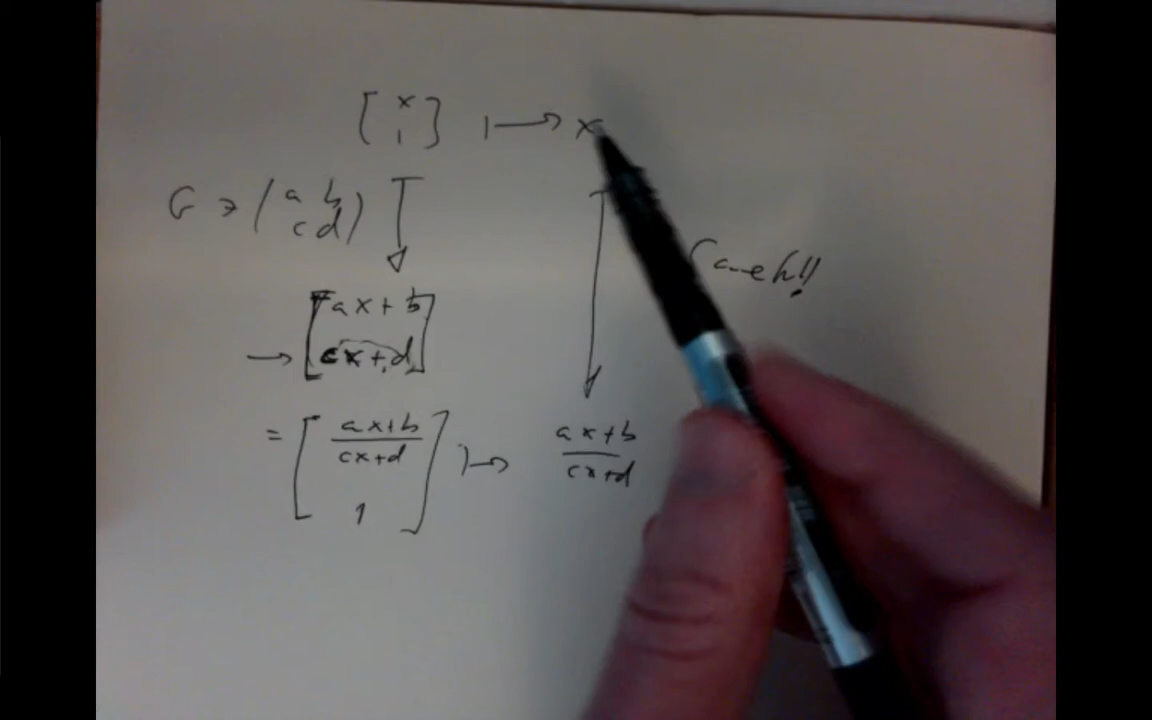 [ x 1 ] ↦ x
G ∋ ( a b c d )
[ ax + b
→ cx + d ]
= [ ax+b / cx+d 1 ] ↦ ax+b / cx+d